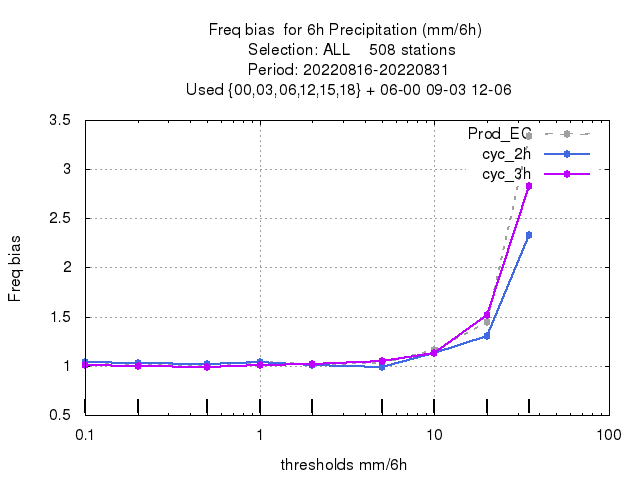 Freq bias  for 6h Precipitation (mm/6h)
Selection: ALL    508 stations
Period: 20220816-20220831
Used {00,03,06,12,15,18} + 06-00 09-03 12-06
Prod_EC
cyc_2h
cyc_3h
Freq bias
3.5
3
2.5
2
1.5
1
0.5
0.1 1 10 100
thresholds mm/6h